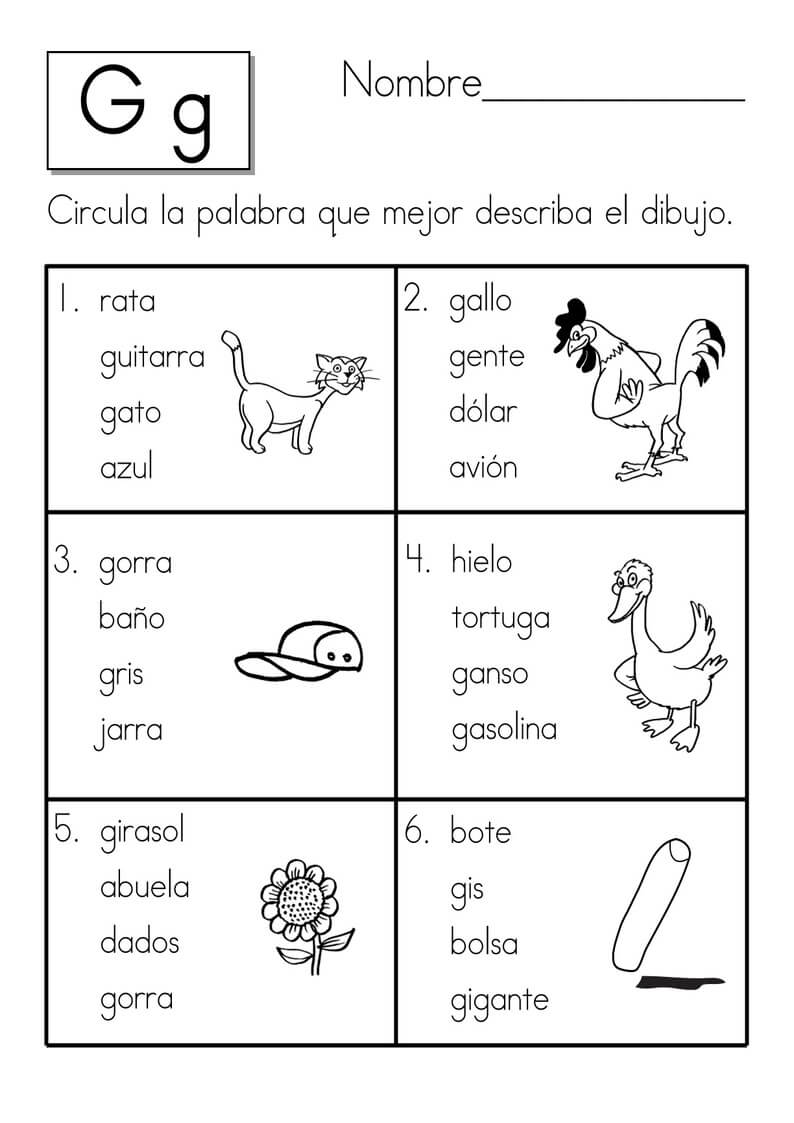 G g
Nombre
Circula la palabra que mejor describa el dibujo.
1. rata
guitarra
gato
azul
2. gallo
gente
dólar
avión
3. gorra
baño
gris
jarra
4. hielo
tortuga
ganso
gasolina
5. girasol
abuela
dados
gorra
6. bote
gis
bolsa
gigante